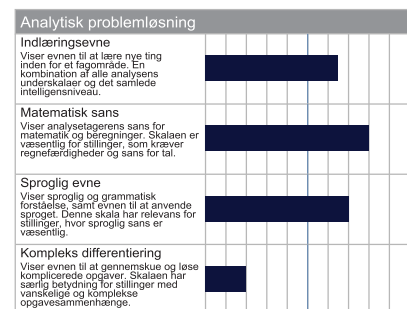 Analytisk problemløsning
Indlæringsevne
Viser evnen til at lære nye ting
inden for et fagområde. En
kombination af alle analysens
underskalaer og det samlede
intelligensniveau.
Matematisk sans
Viser analysetagerens sans for
matematik og beregninger. Skalaen er
væsentlig for stillinger, som kræver
regnefærdigheder og sans for tal.
Sproglig evne
Viser sproglig og grammatisk
forståelse, samt evnen til at anvende
sproget. Denne skala har relevans for
stillinger, hvor sproglig sans er
væsentlig.
Kompleks differentiering
Viser evnen til at gennemskue og løse
komplicerede opgaver. Skalaen har
særlig betydning for stillinger med
vanskelige og komplekse
opgavesammenhænge.